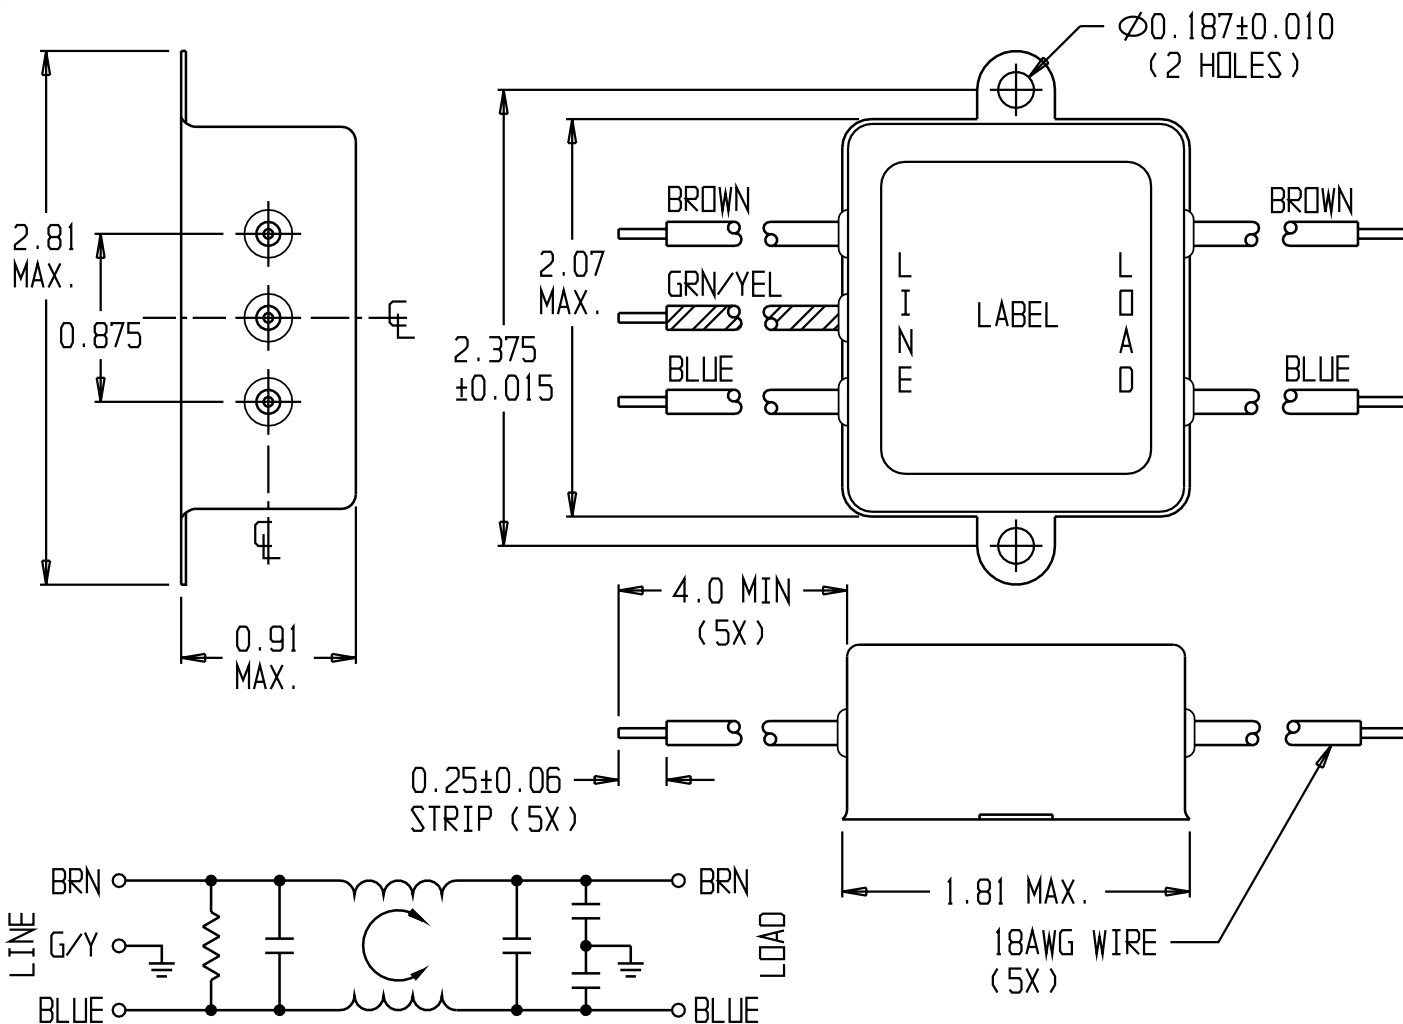 Ø0.187±0.010
(2 HOLES)
2.81
MAX.
0.875
℄
℄
0.91
MAX.
2.375
±0.015
2.07
MAX.
BROWN
GRN/YEL
BLUE
LINE
LABEL
LOAD
BROWN
BLUE
4.0 MIN
(5X)
0.25±0.06
STRIP (5X)
1.81 MAX.
18AWG WIRE
(5X)
LINE
BRN
G/Y
BLUE
BRN
LOAD
BLUE